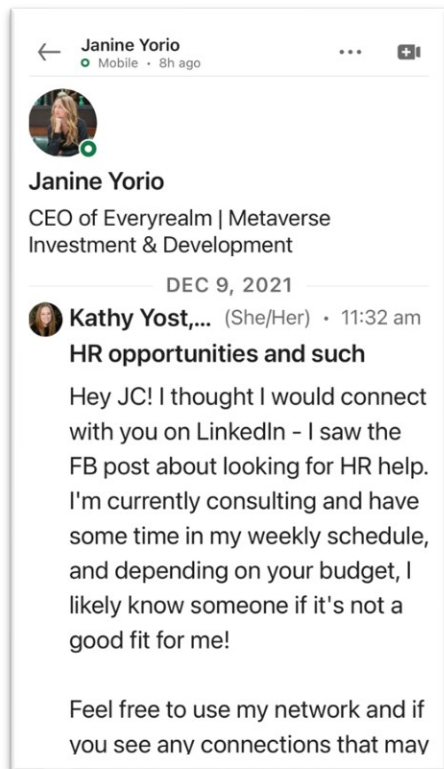 Janine Yorio
Mobile • 8h ago
Janine Yorio
CEO of Everyrealm | Metaverse
Investment & Development
DEC 9, 2021
Kathy Yost,... (She/Her) • 11:32 am
HR opportunities and such
Hey JC! I thought I would connect
with you on LinkedIn - I saw the
FB post about looking for HR help.
I'm currently consulting and have
some time in my weekly schedule,
and depending on your budget, I
likely know someone if it's not a
good fit for me!
Feel free to use my network and if
you see any connections that may